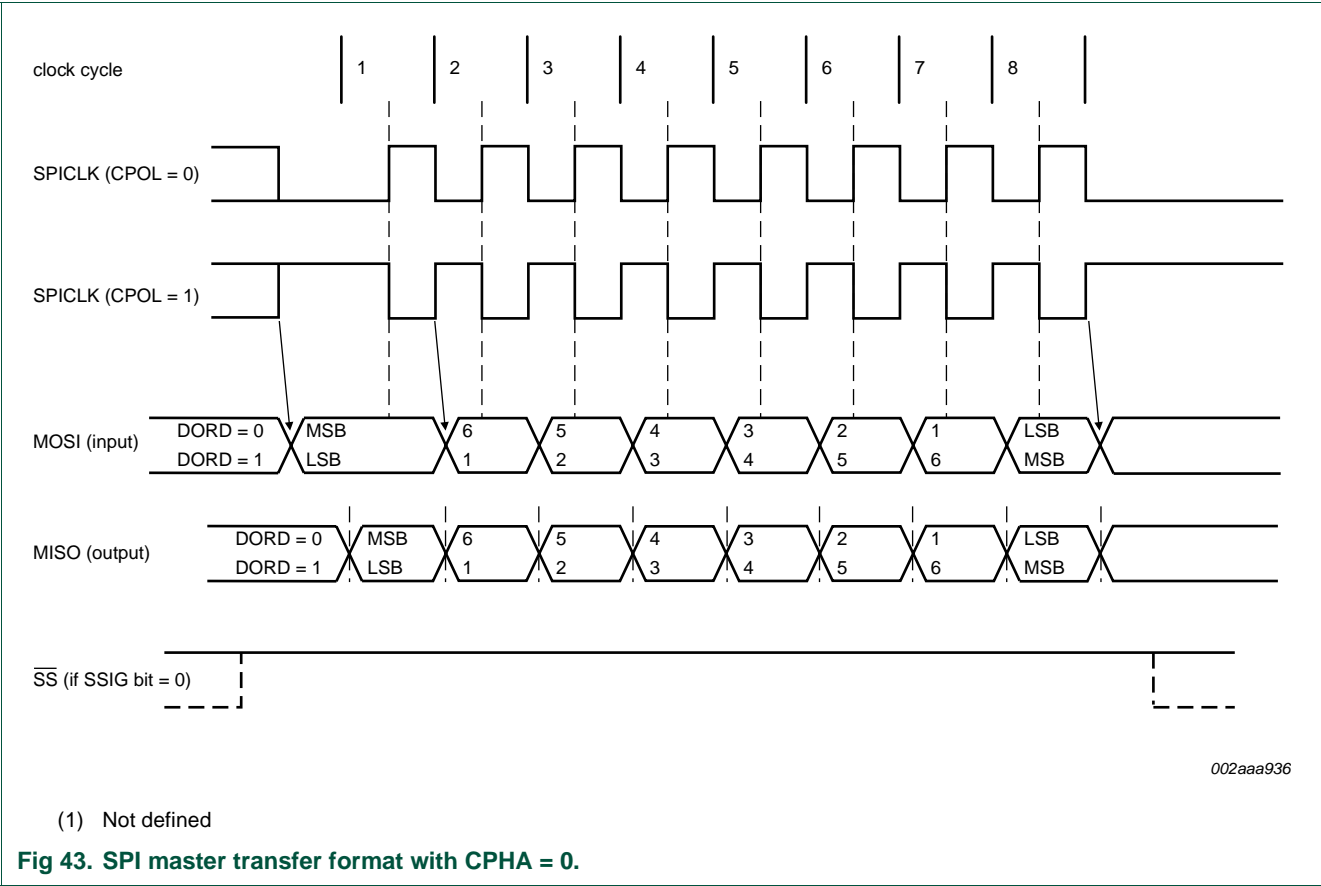 clock cycle 1 2 3 4 5 6 7 8
SPICLK (CPOL = 0)
SPICLK (CPOL = 1)
MOSI (input)
DORD = 0 MSB 6 5 4 3 2 1 LSB
DORD = 1 LSB 1 2 3 4 5 6 MSB
MISO (output)
DORD = 0 MSB 6 5 4 3 2 1 LSB
DORD = 1 LSB 1 2 3 4 5 6 MSB
S̅S̅ (if SSIG bit = 0)
002aaa936
(1) Not defined
Fig 43. SPI master transfer format with CPHA = 0.